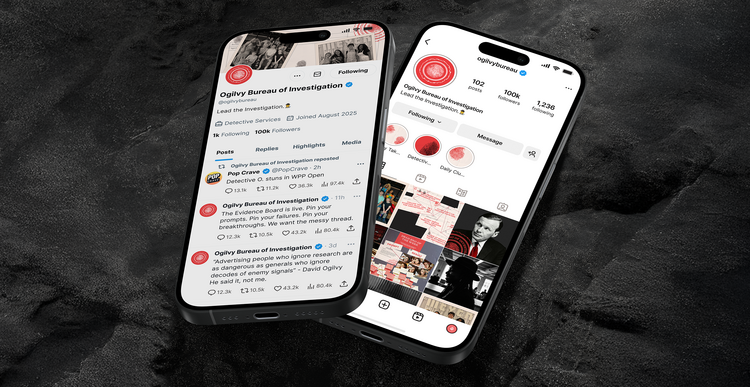 Following
Ogilvy Bureau of Investigation
@ogilvybureau
Lead the Investigation.
Detective Services
Joined August 2025
1k Following 100k Followers
Posts Replies Highlights Media
Ogilvy Bureau of Investigation reposted
Pop Crave @PopCrave · 2h
Detective O. stuns in WPP Open
13.1k 11.2k 36.3k 97.4k
Ogilvy Bureau of Investigation · 11h
The Evidence Board is live. Pin your
prompts. Pin your failures. Pin your
breakthroughs. We want the messy thread.
12.3k 10.5k 43.2k 80.4k
Ogilvy Bureau of Investigation · 3d
"Advertising people who ignore research are
as dangerous as generals who ignore
decodes of enemy signals" - David Ogilvy
He said it, not me.
12.3k 10.5k 43.2k 80.4k
ogilvybureau
102 100k 1,236
posts followers following
Ogilvy Bureau of Investigation
Lead the Investigation.
Following Message
Detectiv... Daily Clu...